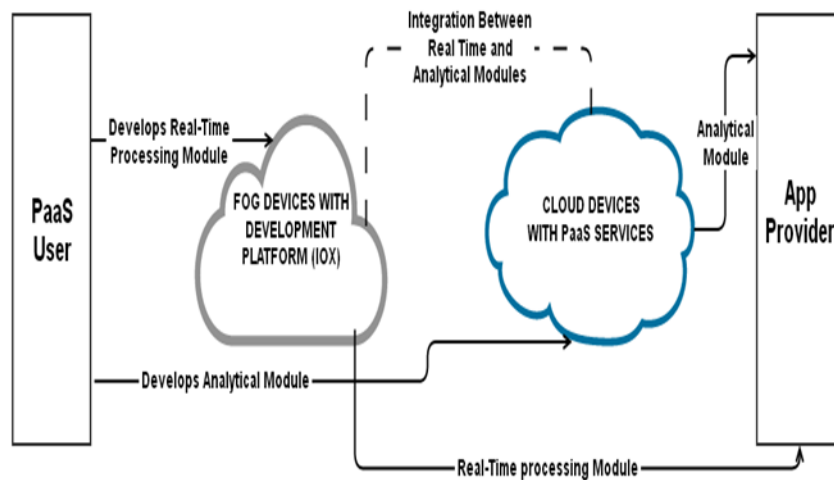 Integration Between
Real Time and
Analytical Modules
Develops Real-Time
Processing Module
Analytical
Module
PaaS
User
FOG DEVICES WITH
DEVELOPMENT
PLATFORM (IOX)
CLOUD DEVICES
WITH PaaS SERVICES
App
Provider
Develops Analytical Module
Real-Time processing Module